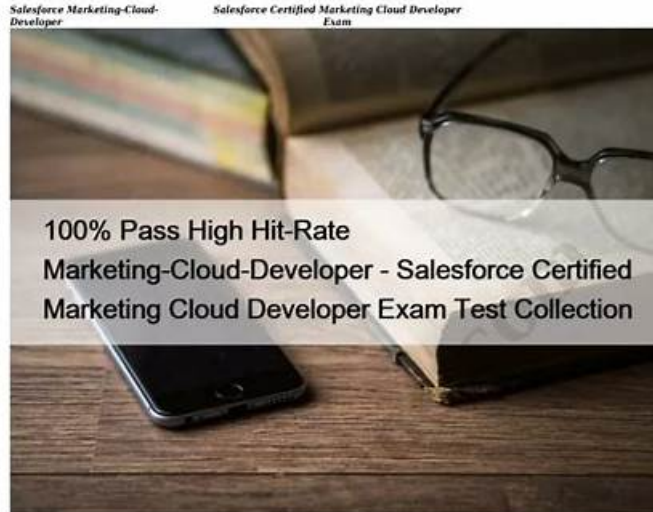 Salesforce Marketing-Cloud-
Developer
Salesforce Certified Marketing Cloud Developer
Exam
100% Pass High Hit-Rate
Marketing-Cloud-Developer - Salesforce Certified
Marketing Cloud Developer Exam Test Collection